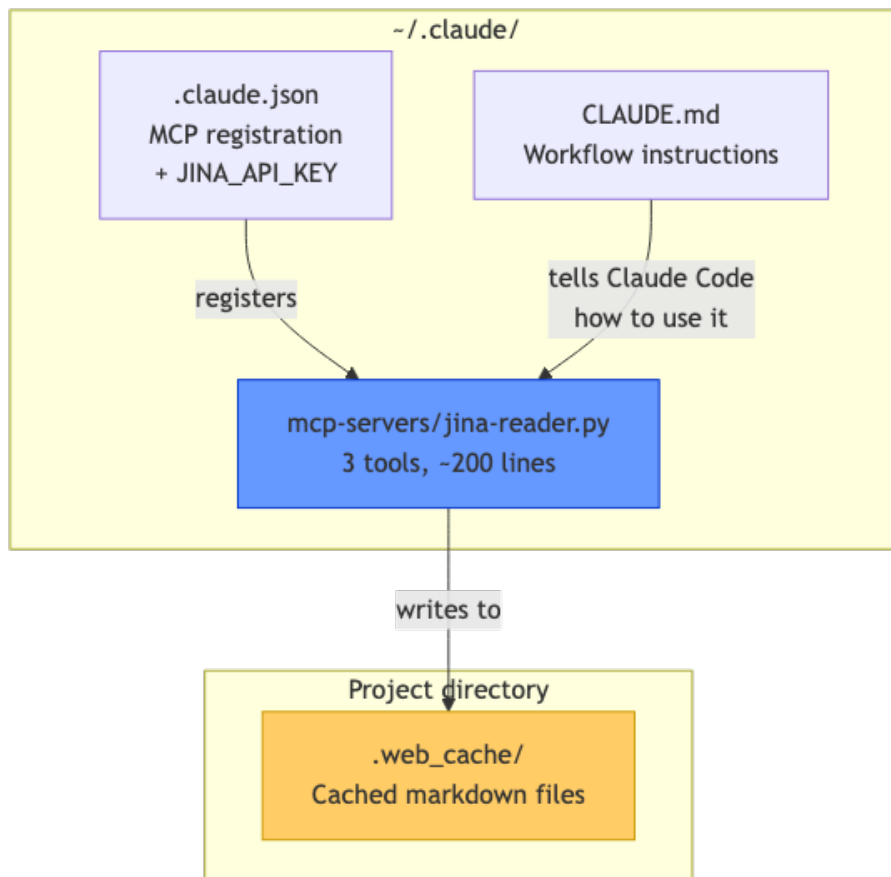 ~/.claude/
.claude.json
MCP registration
+ JINA_API_KEY
CLAUDE.md
Workflow instructions
registers
tells Claude Code
how to use it
mcp-servers/jina-reader.py
3 tools, ~200 lines
writes to
Project directory
.web_cache/
Cached markdown files